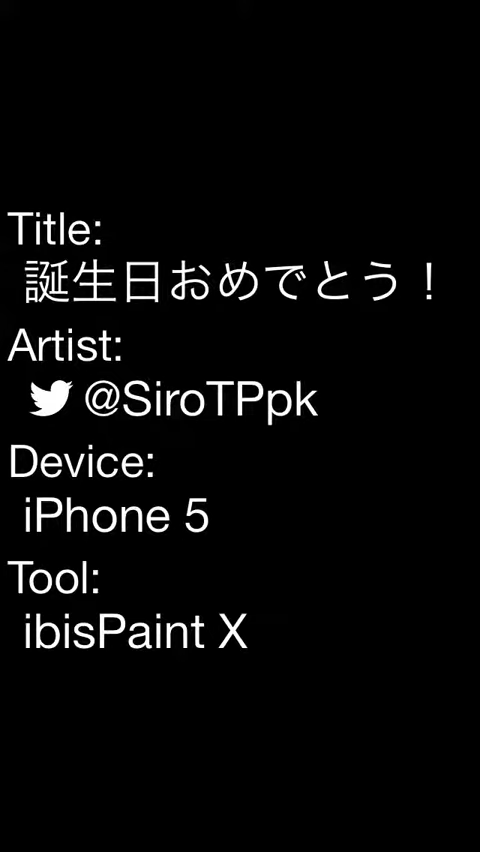 Title:
誕生日おめでとう！
Artist:
@SiroTPpk
Device:
iPhone 5
Tool:
ibisPaint X